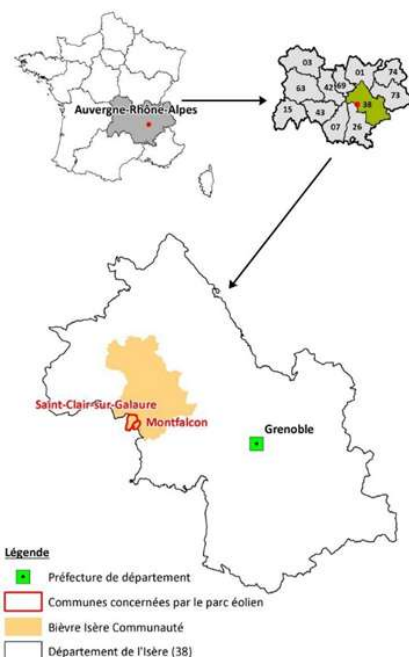 Auvergne-Rhône-Alpes
03
01
74
63
42
69
38
73
15
43
07
26
Saint-Clair-sur-Galaure
Montfalcon
Grenoble
Légende
Préfecture de département
Communes concernées par le parc éolien
Bièvre Isère Communauté
Département de l'Isère (38)